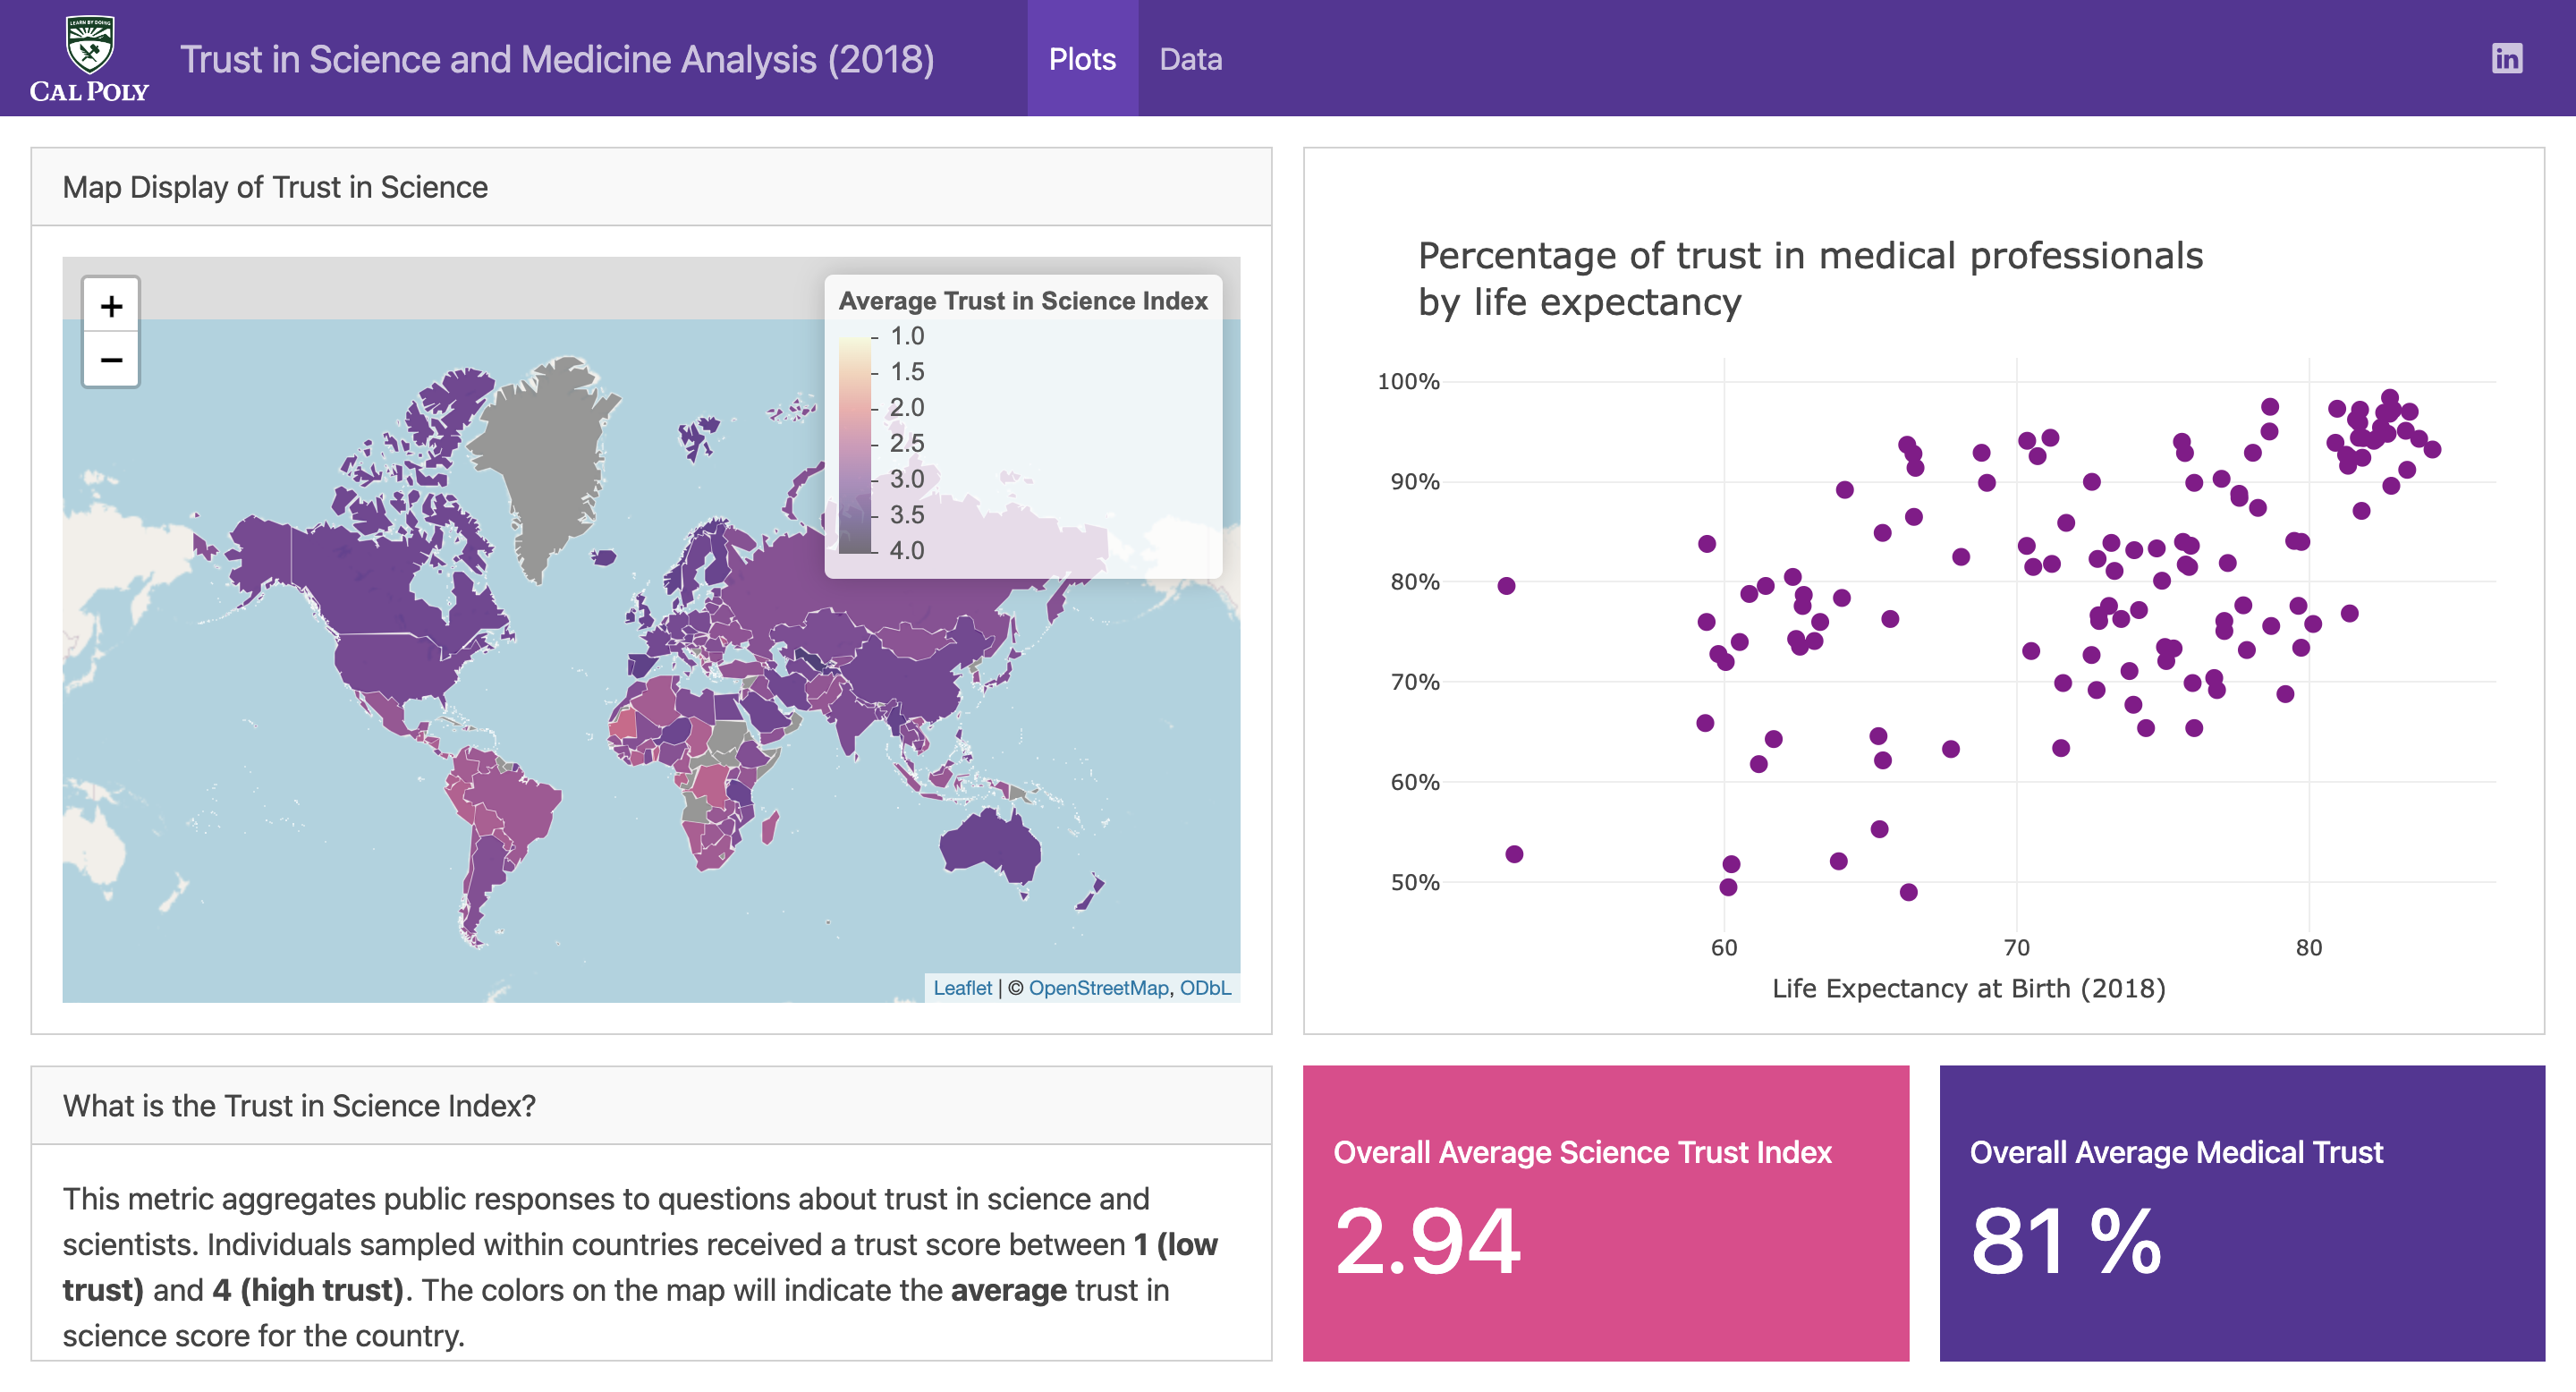 LEARN BY DOING
CAL POLY
Trust in Science and Medicine Analysis (2018)
Plots
Data
in
Map Display of Trust in Science
+
−
Average Trust in Science Index
1.0
1.5
2.0
2.5
3.0
3.5
4.0
Leaflet | © OpenStreetMap, ODbL
Percentage of trust in medical professionals
by life expectancy
100%
90%
80%
70%
60%
50%
60
70
80
Life Expectancy at Birth (2018)
What is the Trust in Science Index?
This metric aggregates public responses to questions about trust in science and
scientists. Individuals sampled within countries received a trust score between 1 (low
trust) and 4 (high trust). The colors on the map will indicate the average trust in
science score for the country.
Overall Average Science Trust Index
2.94
Overall Average Medical Trust
81 %